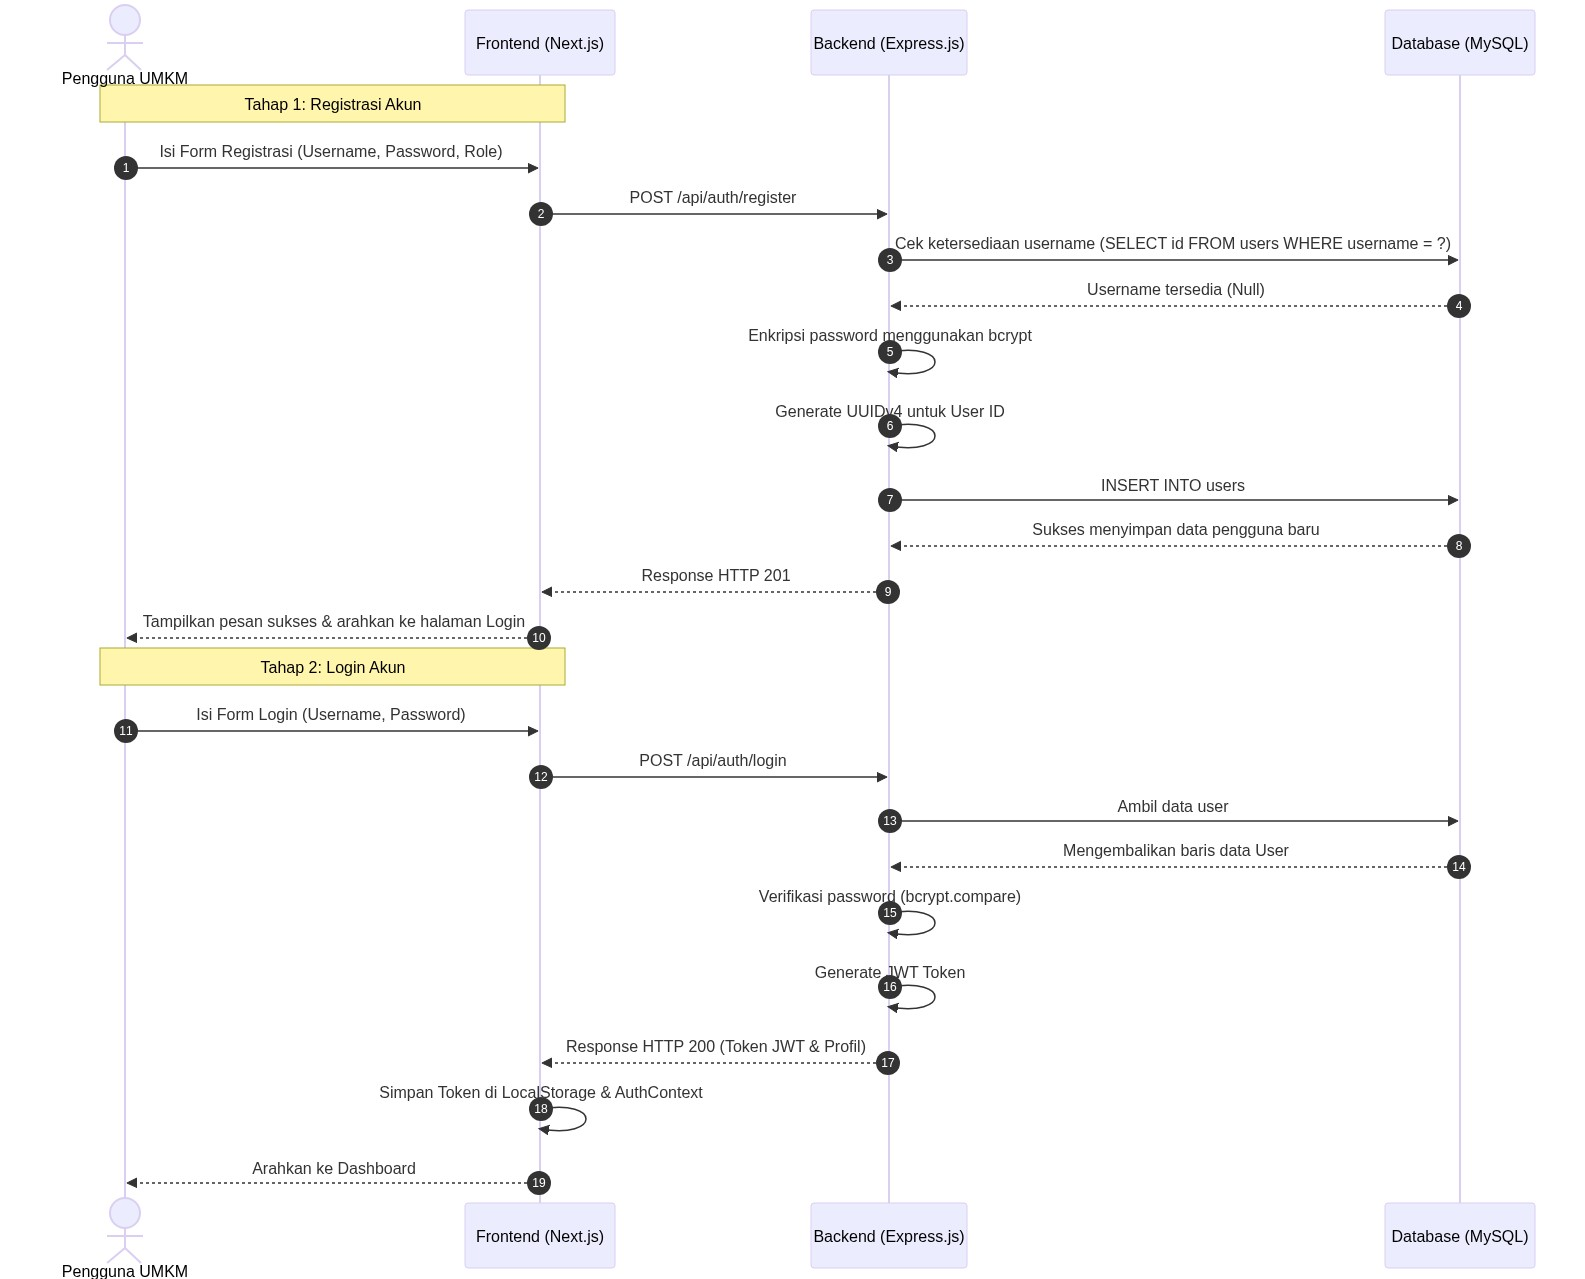 Pengguna UMKM
Frontend (Next.js)
Backend (Express.js)
Database (MySQL)
Tahap 1: Registrasi Akun
Isi Form Registrasi (Username, Password, Role)
1
POST /api/auth/register
2
Cek ketersediaan username (SELECT id FROM users WHERE username = ?)
3
Username tersedia (Null)
4
Enkripsi password menggunakan bcrypt
5
Generate UUIDv4 untuk User ID
6
INSERT INTO users
7
Sukses menyimpan data pengguna baru
8
Response HTTP 201
9
Tampilkan pesan sukses & arahkan ke halaman Login
10
Tahap 2: Login Akun
Isi Form Login (Username, Password)
11
POST /api/auth/login
12
Ambil data user
13
Mengembalikan baris data User
14
Verifikasi password (bcrypt.compare)
15
Generate JWT Token
16
Response HTTP 200 (Token JWT & Profil)
17
Simpan Token di LocalStorage & AuthContext
18
Arahkan ke Dashboard
19
Pengguna UMKM
Frontend (Next.js)
Backend (Express.js)
Database (MySQL)